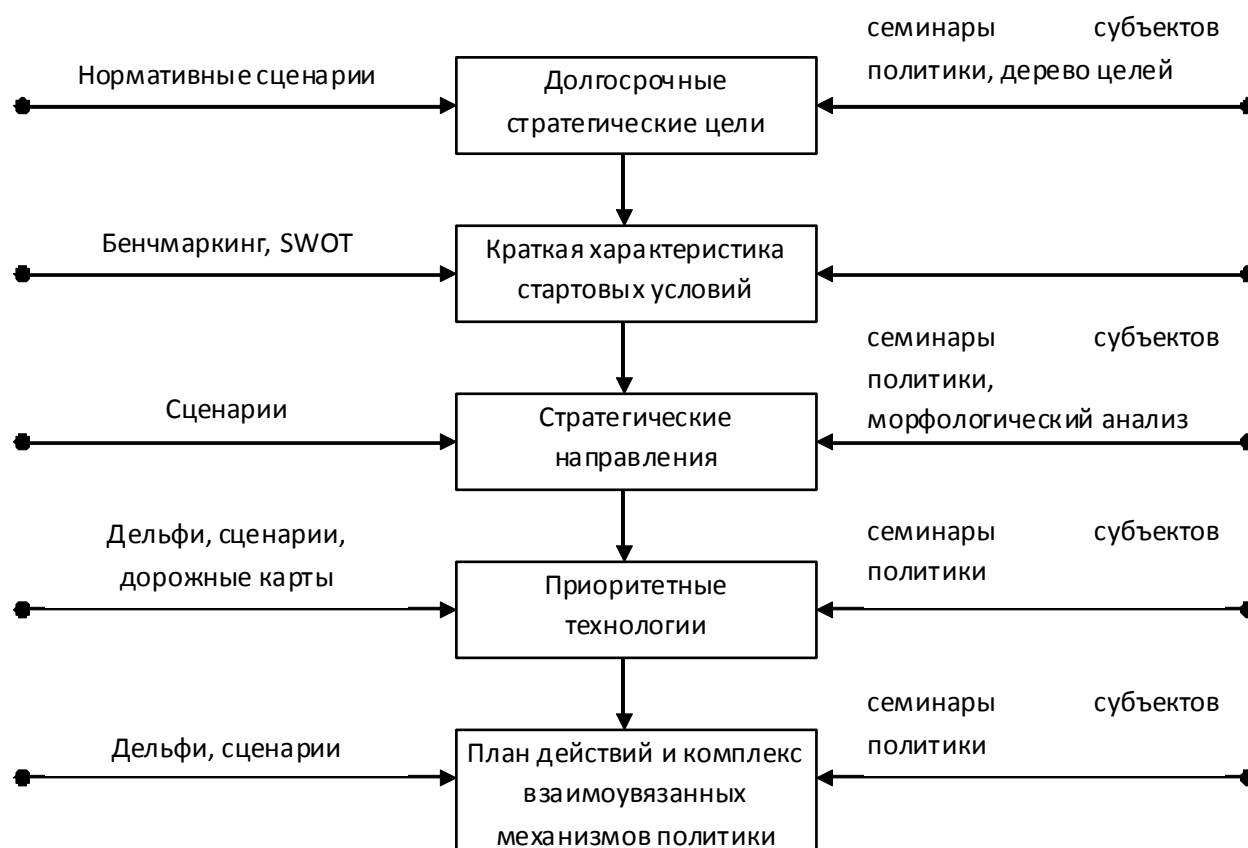 семинары субъектов
политики, дерево целей
Нормативные сценарии
Долгосрочные
стратегические цели
Бенчмаркинг, SWOT
Краткая характеристика
стартовых условий
семинары субъектов
политики,
морфологический анализ
Сценарии
Стратегические
направления
Дельфи, сценарии,
дорожные карты
Приоритетные
технологии
семинары субъектов
политики
Дельфи, сценарии
План действий и комплекс
взаимоувязанных
механизмов политики
семинары субъектов
политики